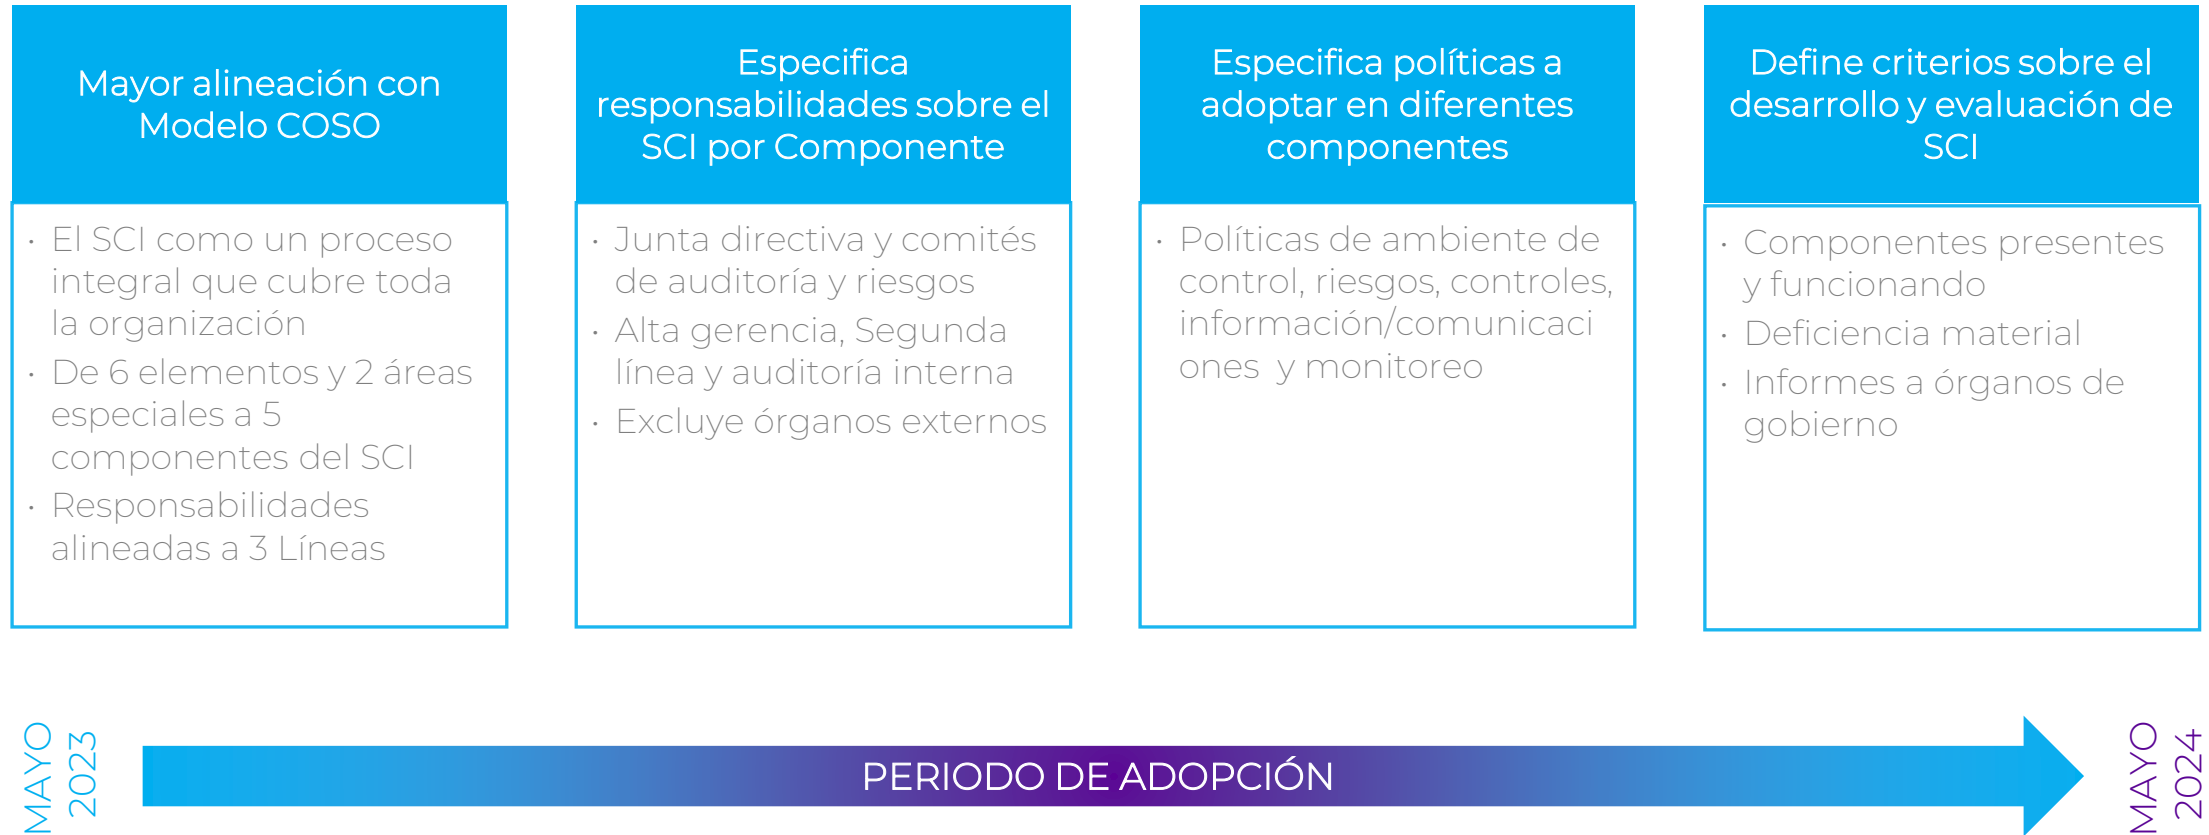 Mayor alineación con
Modelo COSO
· El SCI como un proceso
integral que cubre toda
la organización
· De 6 elementos y 2 áreas
especiales a 5
componentes del SCI
· Responsabilidades
alineadas a 3 Líneas
Especifica
responsabilidades sobre el
SCI por Componente
· Junta directiva y comités
de auditoría y riesgos
· Alta gerencia, Segunda
línea y auditoría interna
· Excluye órganos externos
Especifica políticas a
adoptar en diferentes
componentes
· Políticas de ambiente de
control, riesgos, controles,
información/comunicaci
ones y monitoreo
Define criterios sobre el
desarrollo y evaluación de
SCI
· Componentes presentes
y funcionando
· Deficiencia material
· Informes a órganos de
gobierno
MAYO
2023
PERIODO DE ADOPCIÓN
MAYO
2024